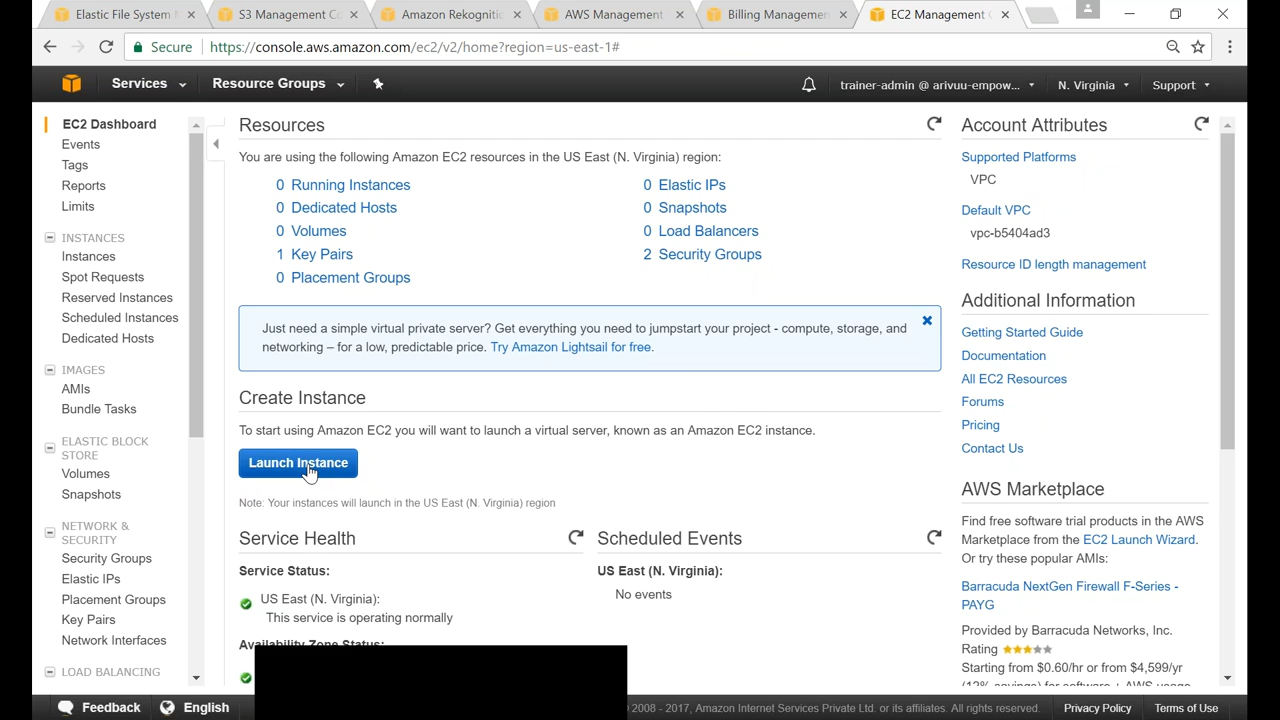 Elastic File System
S3 Management Co
Amazon Rekognitio
AWS Management
Billing Managemen
EC2 Management C
Secure
https://console.aws.amazon.com/ec2/v2/home?region=us-east-1#
Services
Resource Groups
trainer-admin @ arivuu-empow...
N. Virginia
Support
EC2 Dashboard
Events
Tags
Reports
Limits
INSTANCES
Instances
Spot Requests
Reserved Instances
Scheduled Instances
Dedicated Hosts
IMAGES
AMIs
Bundle Tasks
ELASTIC BLOCK
STORE
Volumes
Snapshots
NETWORK &
SECURITY
Security Groups
Elastic IPs
Placement Groups
Key Pairs
Network Interfaces
LOAD BALANCING
Resources
You are using the following Amazon EC2 resources in the US East (N. Virginia) region:
0 Running Instances
0 Elastic IPs
0 Dedicated Hosts
0 Snapshots
0 Volumes
0 Load Balancers
1 Key Pairs
2 Security Groups
0 Placement Groups
Just need a simple virtual private server? Get everything you need to jumpstart your project - compute, storage, and
networking – for a low, predictable price. Try Amazon Lightsail for free.
Create Instance
To start using Amazon EC2 you will want to launch a virtual server, known as an Amazon EC2 instance.
Launch Instance
Note: Your instances will launch in the US East (N. Virginia) region
Service Health
Service Status:
US East (N. Virginia):
This service is operating normally
Availability Zone Status:
Scheduled Events
US East (N. Virginia):
No events
Account Attributes
Supported Platforms
VPC
Default VPC
vpc-b5404ad3
Resource ID length management
Additional Information
Getting Started Guide
Documentation
All EC2 Resources
Forums
Pricing
Contact Us
AWS Marketplace
Find free software trial products in the AWS
Marketplace from the EC2 Launch Wizard.
Or try these popular AMIs:
Barracuda NextGen Firewall F-Series -
PAYG
Provided by Barracuda Networks, Inc.
Rating
Starting from $0.60/hr or from $4,599/yr
(12% savings) for software + AWS usage
Feedback
English
2008 - 2017, Amazon Internet Services Private Ltd. or its affiliates. All rights reserved.
Privacy Policy
Terms of Use